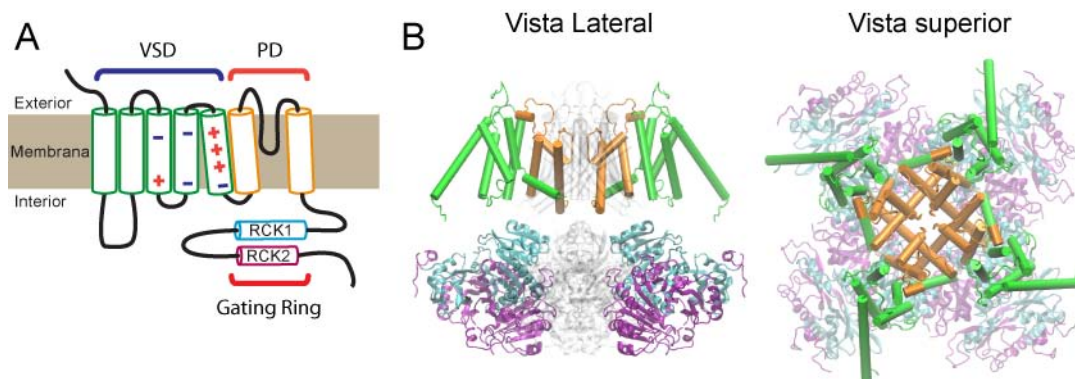 A
VSD
PD
Exterior
Membrana
Interior
- - + + + +
+ - -
RCK1
RCK2
Gating Ring
B
Vista Lateral
Vista superior